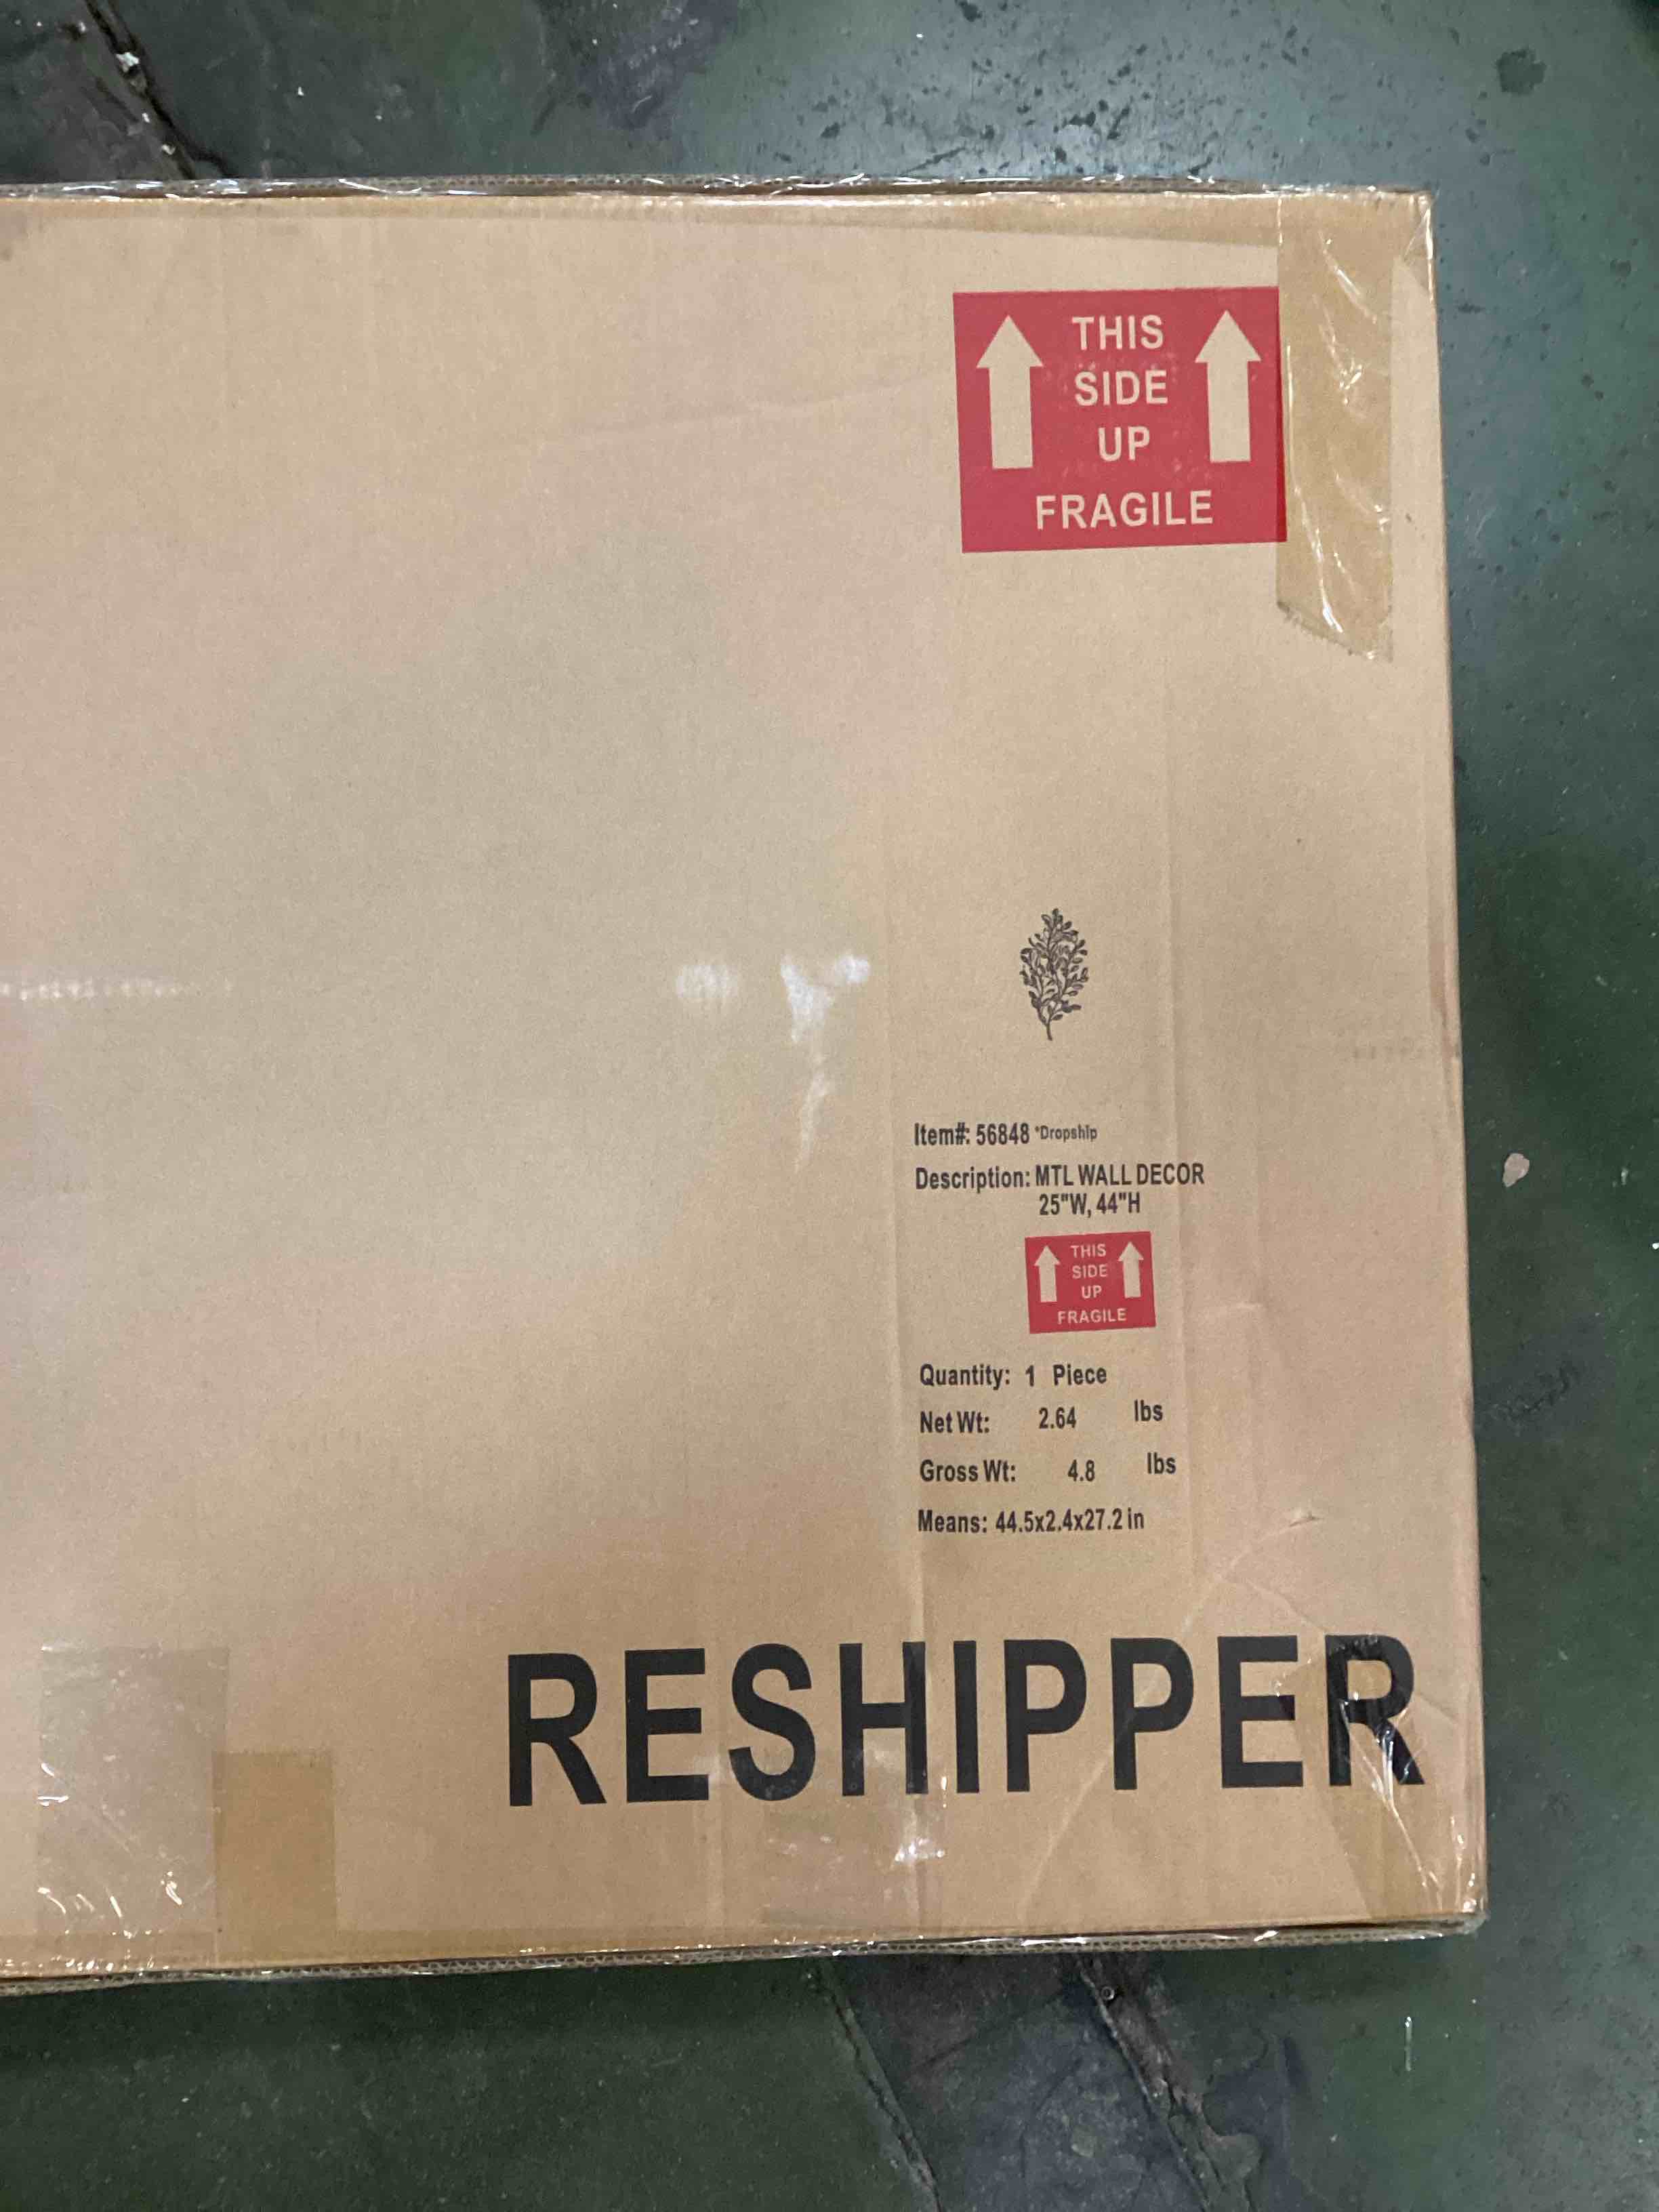 THIS
SIDE
UP
FRAGILE
Item#: 56848 *Dropship
Description: MTL WALL DECOR
25"W, 44"H
THIS
SIDE
UP
FRAGILE
Quantity: 1 Piece
Net Wt: 2.64 lbs
Gross Wt: 4.8 lbs
Means: 44.5x2.4x27.2 in
RESHIPPER